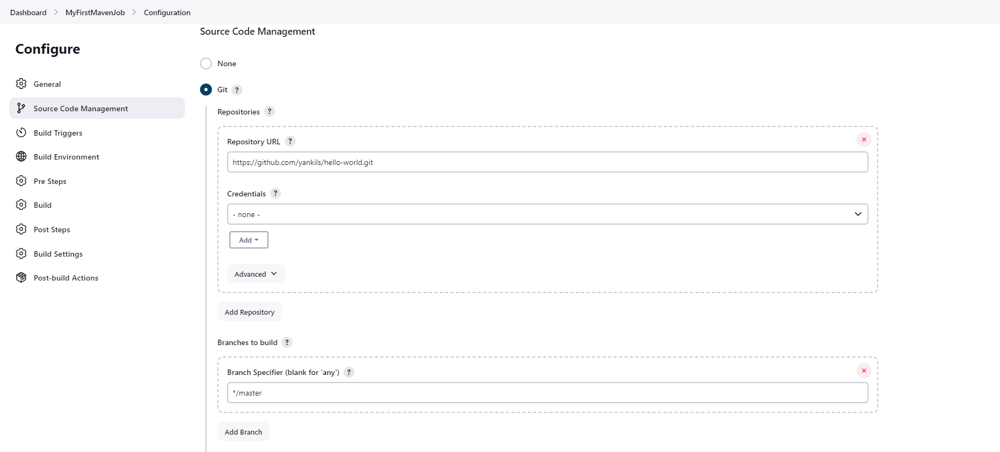 Dashboard > MyFirstMavenJob > Configuration
Configure
General
Source Code Management
Build Triggers
Build Environment
Pre Steps
Build
Post Steps
Build Settings
Post-build Actions
Source Code Management
None
Git ?
Repositories ?
Repository URL ?
https://github.com/yankils/hello-world.git
Credentials ?
- none -
Add
Advanced
Add Repository
Branches to build ?
Branch Specifier (blank for 'any') ?
*/master
Add Branch